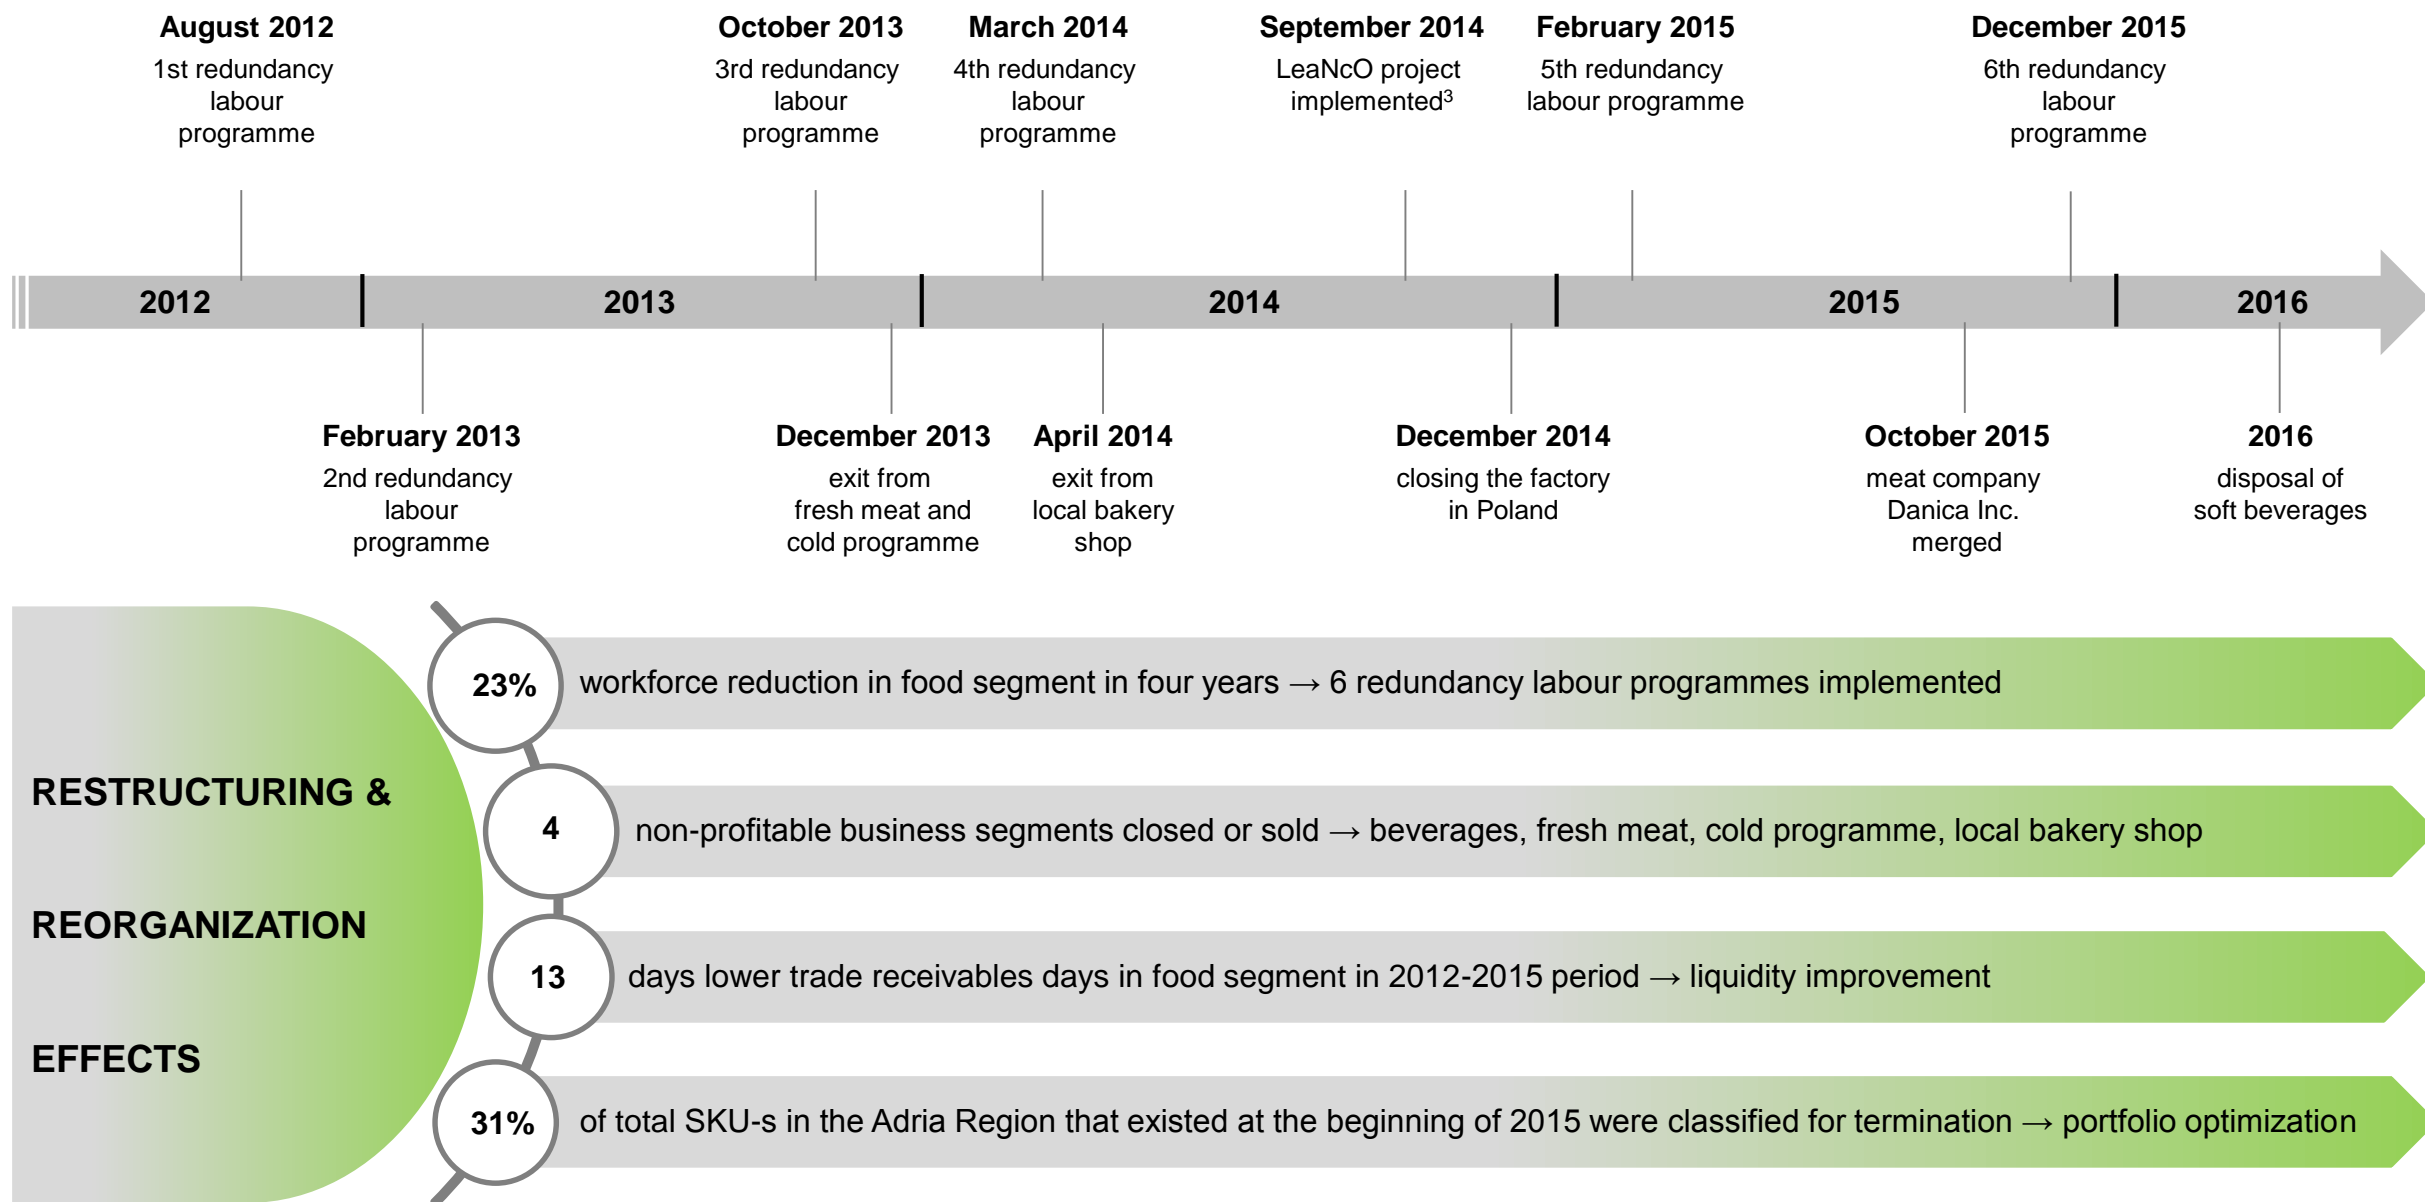 August 2012
1st redundancy
labour
programme
October 2013
3rd redundancy
labour
programme
March 2014
4th redundancy
labour
programme
September 2014
LeaNcO project
implemented³
February 2015
5th redundancy
labour programme
December 2015
6th redundancy
labour
programme
2012
2013
2014
2015
2016
February 2013
2nd redundancy
labour
programme
December 2013
exit from
fresh meat and
cold programme
April 2014
exit from
local bakery
shop
December 2014
closing the factory
in Poland
October 2015
meat company
Danica Inc.
merged
2016
disposal of
soft beverages
RESTRUCTURING &
REORGANIZATION
EFFECTS
23% workforce reduction in food segment in four years → 6 redundancy labour programmes implemented
4 non-profitable business segments closed or sold → beverages, fresh meat, cold programme, local bakery shop
13 days lower trade receivables days in food segment in 2012-2015 period → liquidity improvement
31% of total SKU-s in the Adria Region that existed at the beginning of 2015 were classified for termination → portfolio optimization